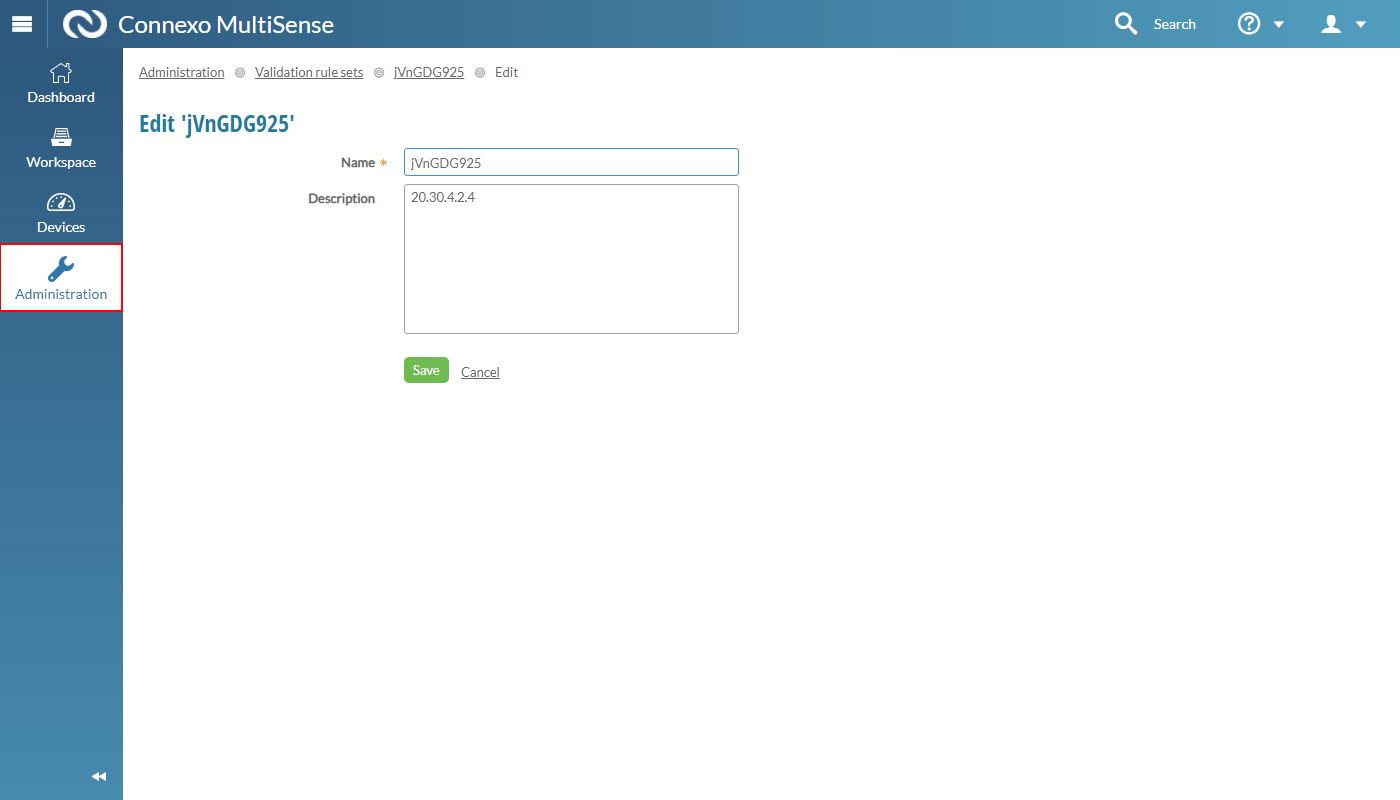 Connexo MultiSense
Search
Dashboard
Workspace
Devices
Administration
Administration Validation rule sets jVnGDG925 Edit
Edit 'jVnGDG925'
Name * jVnGDG925
Description 20.30.4.2.4
Save Cancel